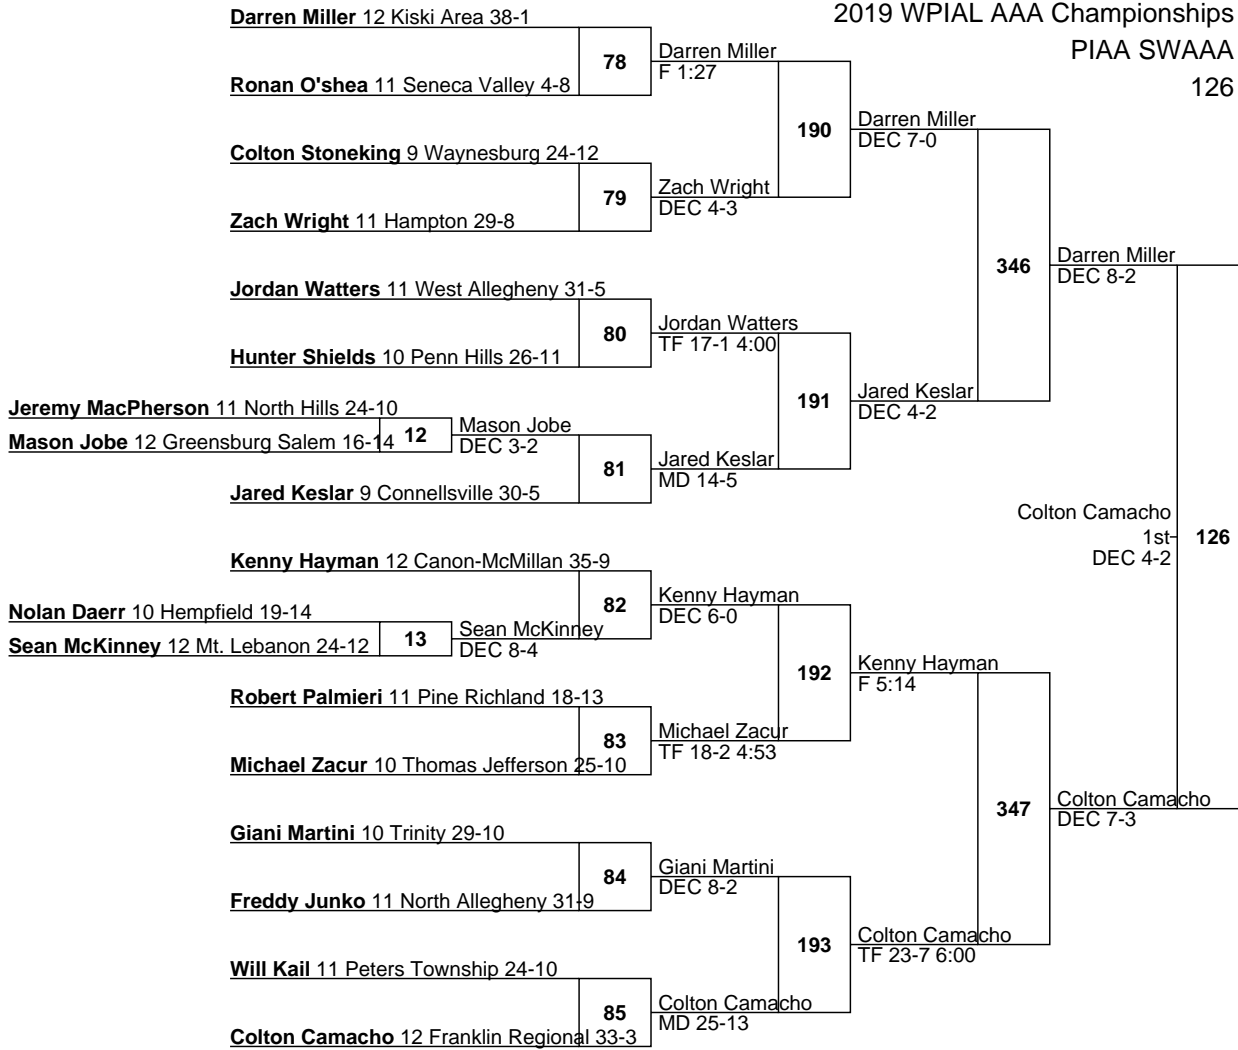 2019 WPIAL AAA Championships
PIAA SWAAA
126
Darren Miller 12 Kiski Area 38-1
78
Darren Miller
F 1:27
Ronan O'shea 11 Seneca Valley 4-8
190
Darren Miller
DEC 7-0
Colton Stoneking 9 Waynesburg 24-12
79
Zach Wright
DEC 4-3
Zach Wright 11 Hampton 29-8
346
Darren Miller
DEC 8-2
Jordan Watters 11 West Allegheny 31-5
80
Jordan Watters
TF 17-1 4:00
Hunter Shields 10 Penn Hills 26-11
191
Jared Keslar
DEC 4-2
Jeremy MacPherson 11 North Hills 24-10
12
Mason Jobe
DEC 3-2
Mason Jobe 12 Greensburg Salem 16-14
81
Jared Keslar
MD 14-5
Jared Keslar 9 Connellsville 30-5
Colton Camacho
1st
DEC 4-2
126
Kenny Hayman 12 Canon-McMillan 35-9
82
Kenny Hayman
DEC 6-0
Nolan Daerr 10 Hempfield 19-14
13
Sean McKinney
DEC 8-4
Sean McKinney 12 Mt. Lebanon 24-12
192
Kenny Hayman
F 5:14
Robert Palmieri 11 Pine Richland 18-13
83
Michael Zacur
TF 18-2 4:53
Michael Zacur 10 Thomas Jefferson 25-10
347
Colton Camacho
DEC 7-3
Giani Martini 10 Trinity 29-10
84
Giani Martini
DEC 8-2
Freddy Junko 11 North Allegheny 31-9
193
Colton Camacho
TF 23-7 6:00
Will Kail 11 Peters Township 24-10
85
Colton Camacho
MD 25-13
Colton Camacho 12 Franklin Regional 33-3